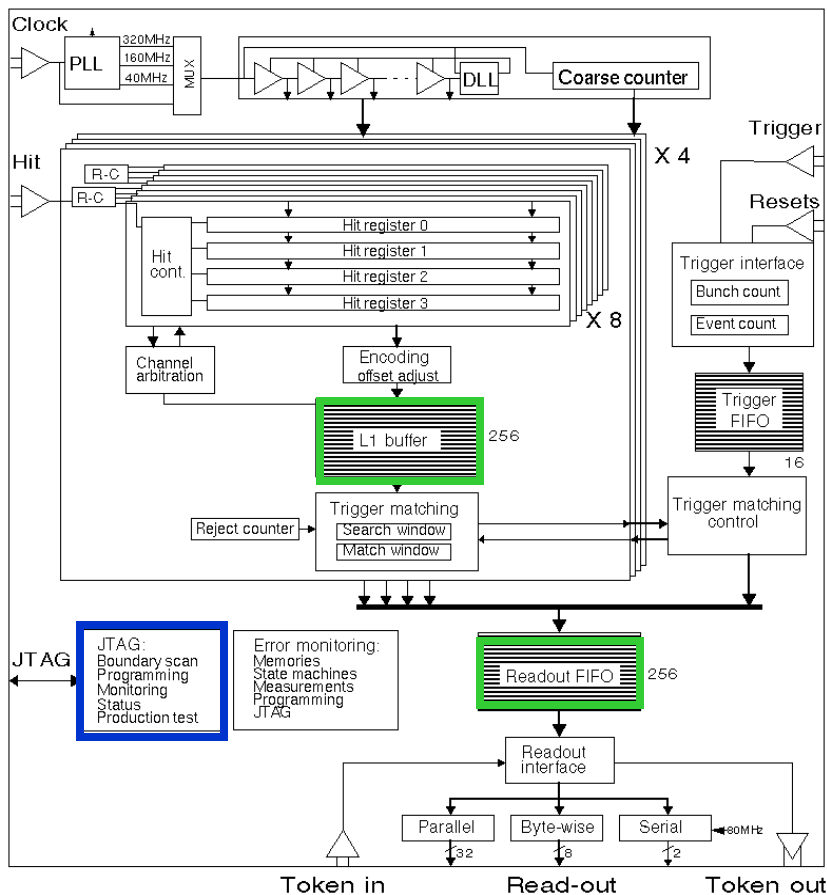 Clock
320MHz
PLL
160MHz
40MHz
MUX
DLL
Coarse counter
Hit
X 4
Trigger
R-C
R-C
Resets
Hit register 0
Hit cont.
Hit register 1
Hit register 2
Hit register 3
X 8
Trigger interface
Bunch count
Event count
Channel
arbitration
Encoding
offset adjust
Trigger
FIFO
16
L1 buffer
256
Trigger matching
Search window
Match window
Reject counter
Trigger matching
control
JTAG
JTAG:
Boundary scan
Programming
Monitoring
Status
Production test
Error monitoring:
Memories
State machines
Measurements
Programming
JTAG
Readout FIFO
256
Readout
interface
Parallel
Byte-wise
Serial
80MHz
32
8
2
Token in
Read-out
Token out